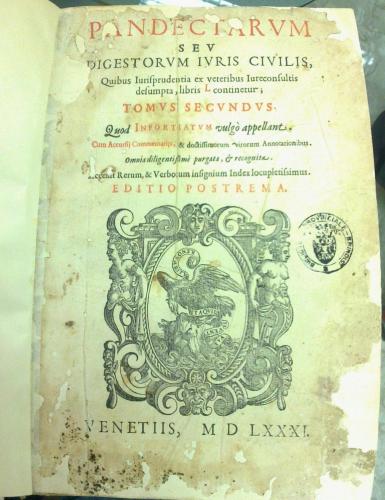 PANDECTARVM
SEV
DIGESTORVM IVRIS CIVILIS,
Quibus Iurisprudentia ex veteribus Iureconsultis
desumpta, libris L continetur;
TOMVS SECVNDVS.
Quod INFORTIATVM vulgò appellant.
Cum Accursij Commentarijs, & doctissimorum virorum Annotationibus.
Omnia diligentissimè purgata, & recognita.
Accessit Rerum, & Verborum insignium Index locupletissimus.
EDITIO POSTREMA.
VENETIIS, M D LXXXI.